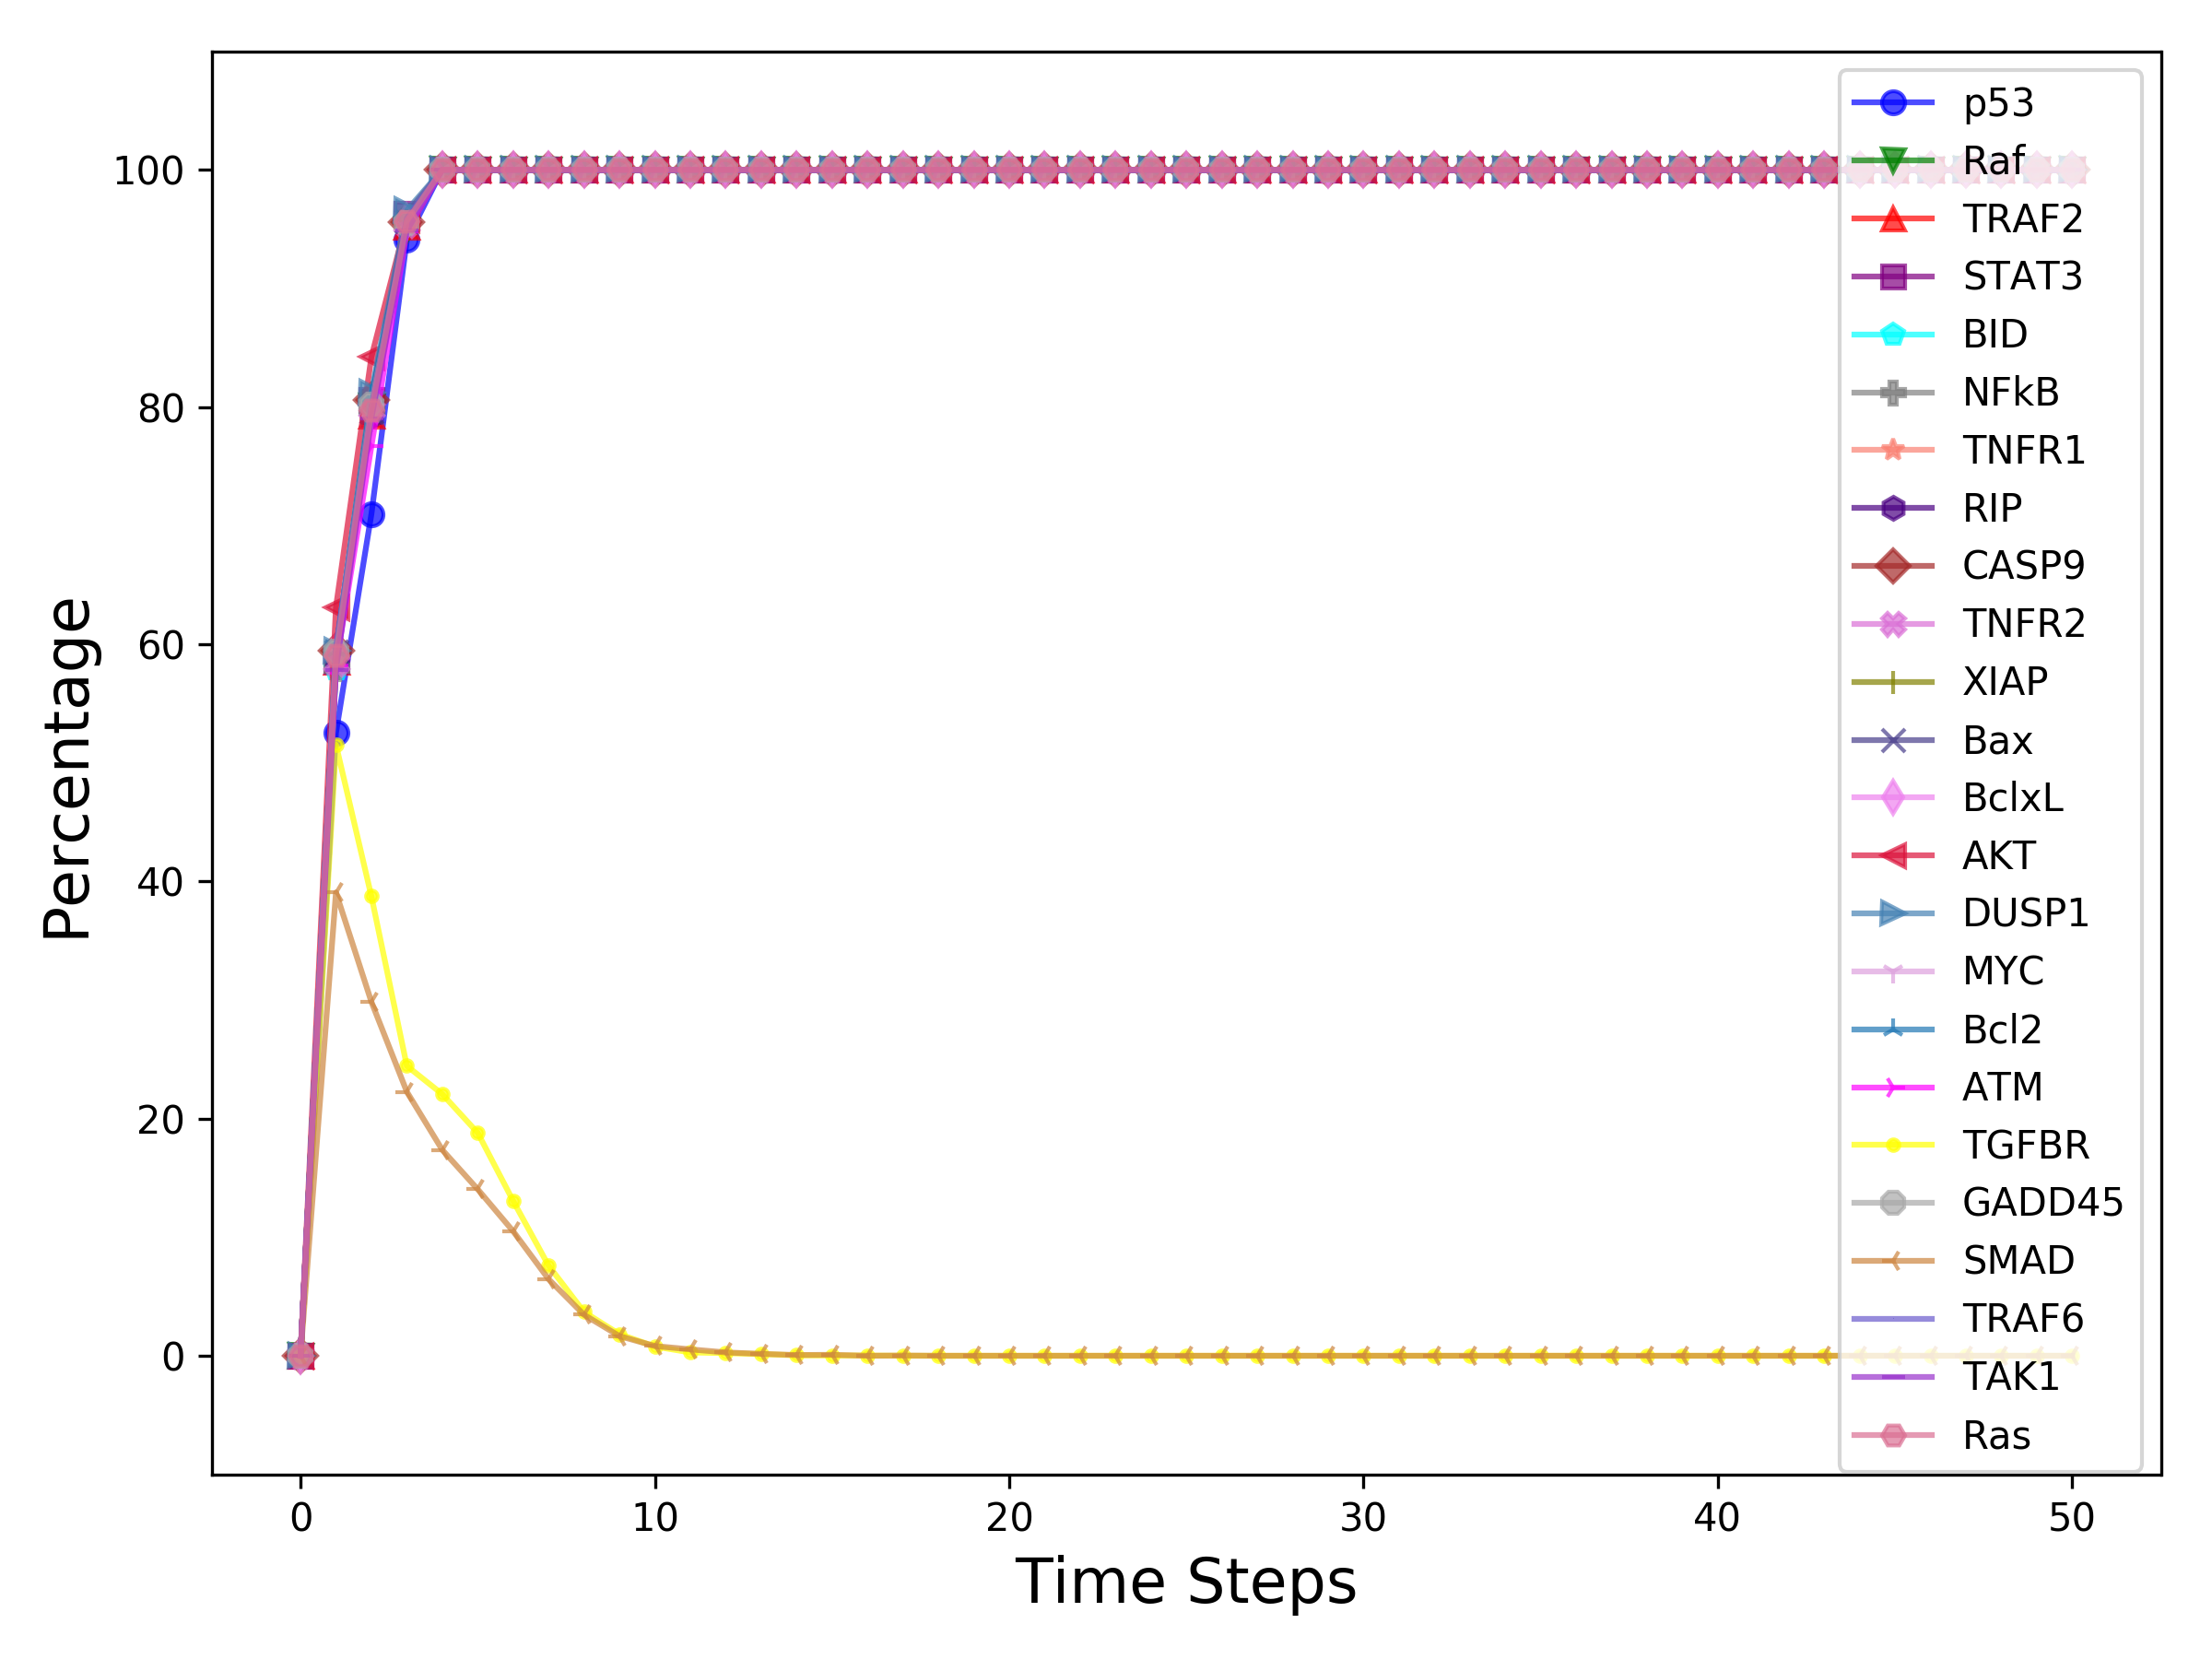 Percentage
100
80
60
40
20
0
0 10 20 30 40 50
Time Steps
p53
Raf
TRAF2
STAT3
BID
NFkB
TNFR1
RIP
CASP9
TNFR2
XIAP
Bax
BclxL
AKT
DUSP1
MYC
Bcl2
ATM
TGFBR
GADD45
SMAD
TRAF6
TAK1
Ras